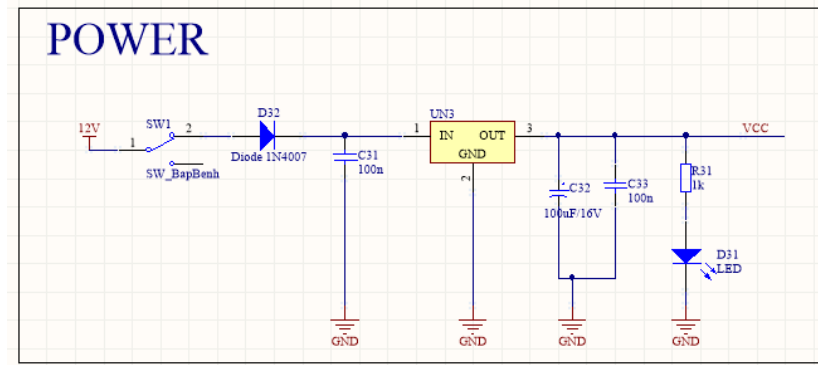 POWER
12V
SW1
1
2
SW_BapBenh
D32
Diode 1N4007
C31
100n
UN3
1
IN
OUT
3
GND
2
C32
100uF/16V
C33
100n
VCC
R31
1k
D31
LED
GND
GND
GND
GND